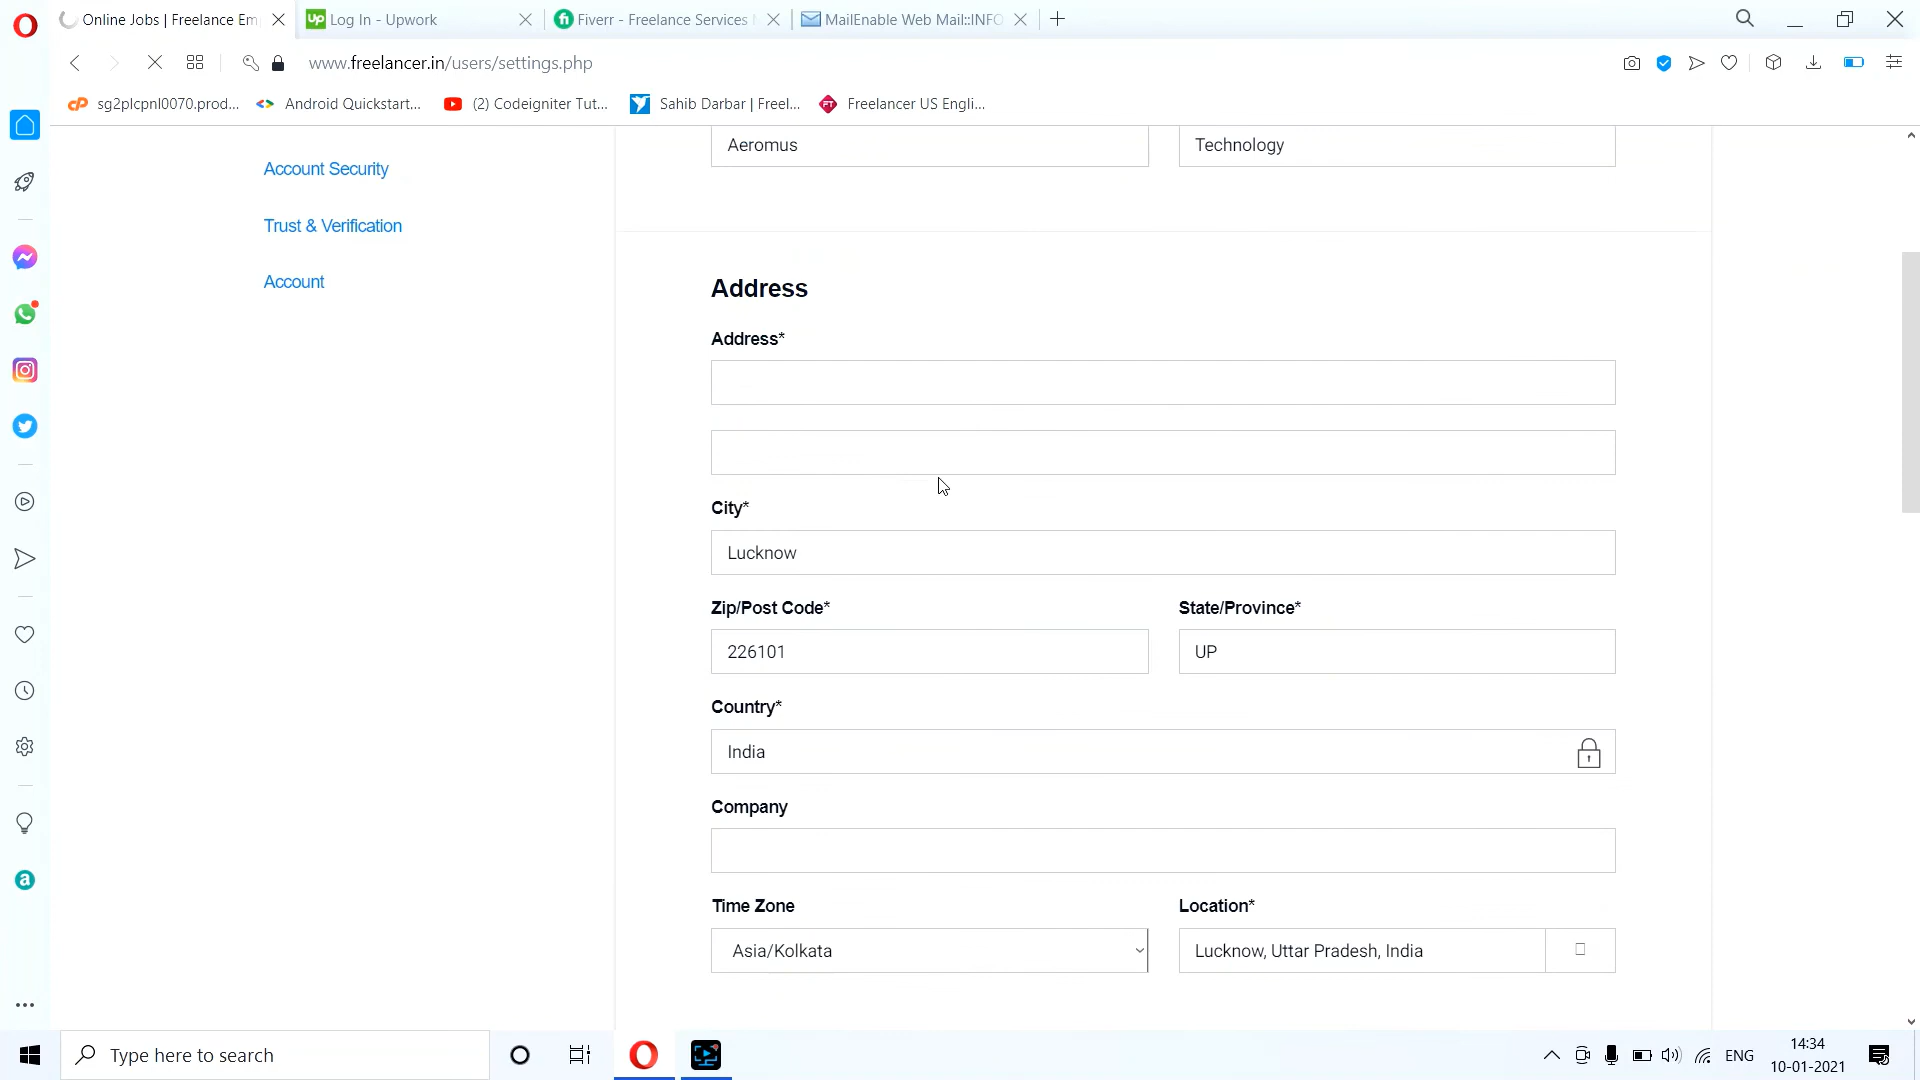 Online Jobs | Freelance Em
Log In - Upwork
Fiverr - Freelance Services
MailEnable Web Mail::INFO
www.freelancer.in/users/settings.php
sg2plcpnl0070.prod...
Android Quickstart...
(2) Codeigniter Tut...
Sahib Darbar | Freel...
Freelancer US Engli...
Account Security
Trust & Verification
Account
Aeromus
Technology
Address
Address*
City*
Lucknow
Zip/Post Code*
State/Province*
226101
UP
Country*
India
Company
Time Zone
Location*
Asia/Kolkata
Lucknow, Uttar Pradesh, India
Type here to search
ENG
14:34
10-01-2021